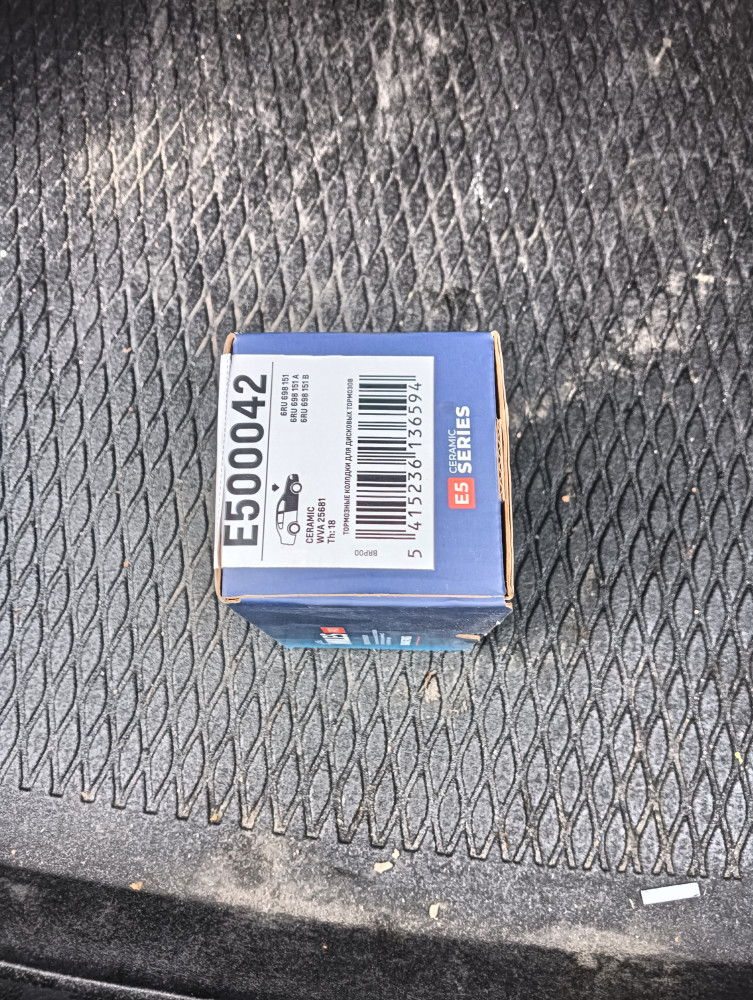 E500042
6RU 698 151
6RU 698 151 A
6RU 698 151 B
CERAMIC
WVA 25681
Th: 18
ТОРМОЗНЫЕ КОЛОДКИ ДЛЯ ДИСКОВЫХ ТОРМОЗОВ
BRP00
5 415236 136594
E5 CERAMIC
SERIES